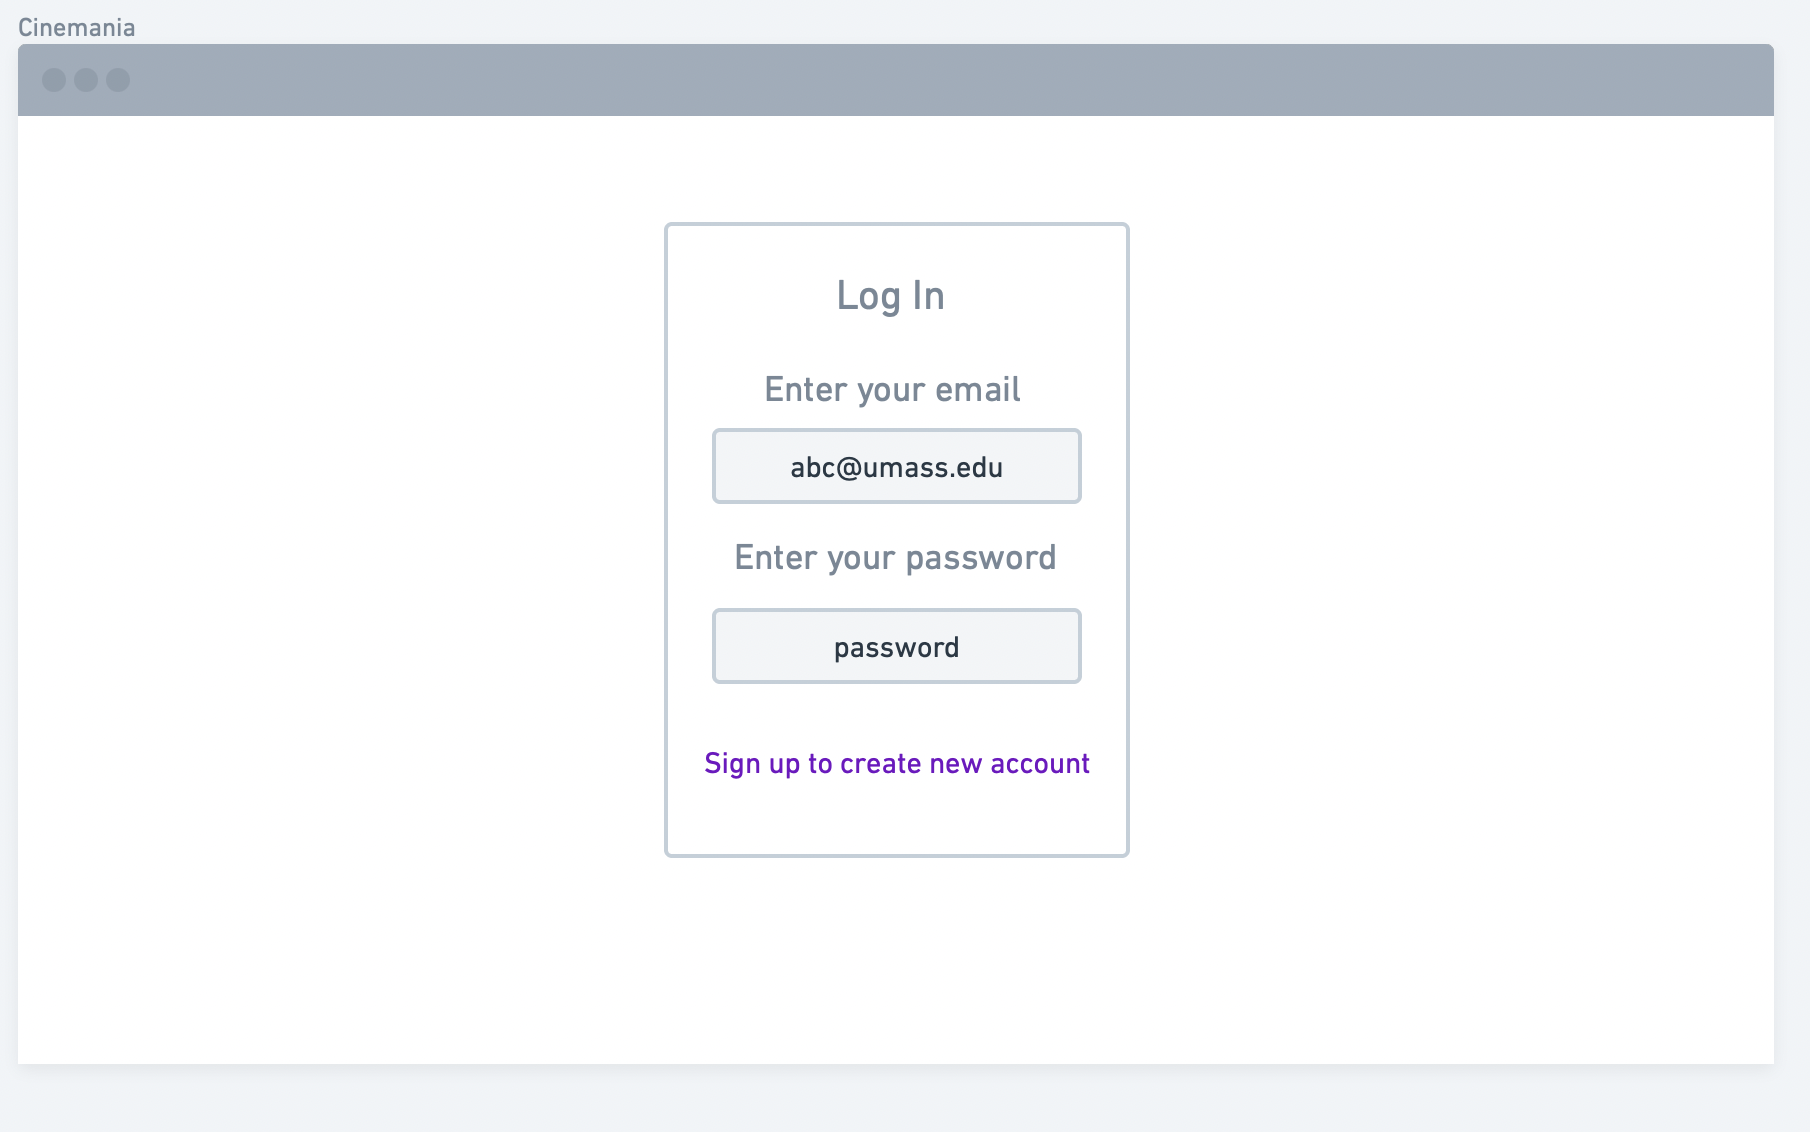 Cinemania
Log In
Enter your email
abc@umass.edu
Enter your password
password
Sign up to create new account